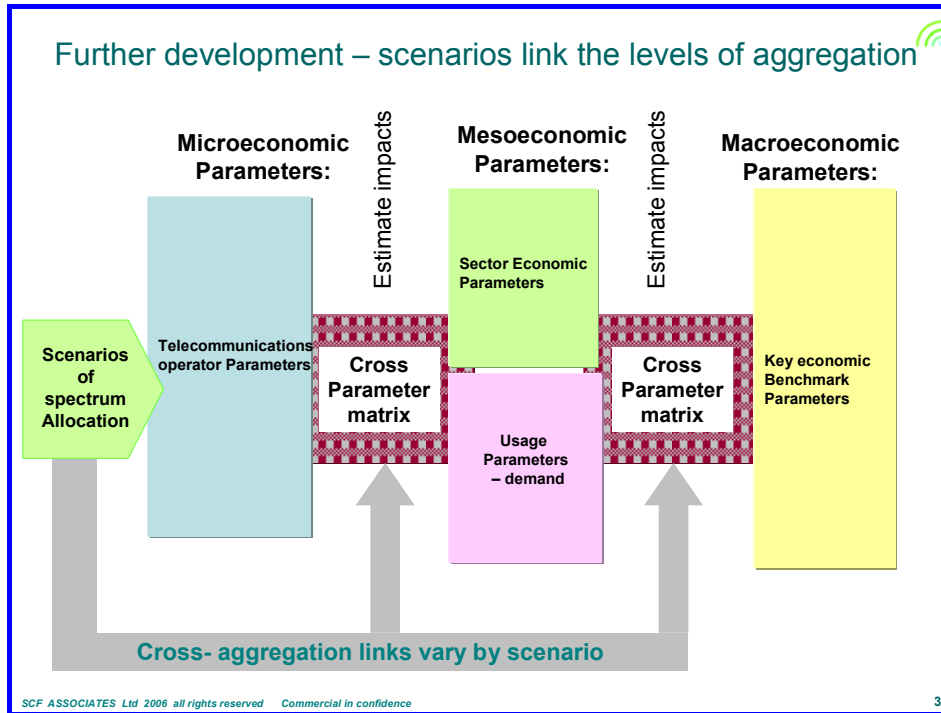 Further development – scenarios link the levels of aggregation
Microeconomic
Parameters:
Estimate impacts
Mesoeconomic
Parameters:
Estimate impacts
Macroeconomic
Parameters:
Scenarios
of
spectrum
Allocation
Telecommunications
operator Parameters
Cross
Parameter
matrix
Sector Economic
Parameters
Usage
Parameters
– demand
Cross
Parameter
matrix
Key economic
Benchmark
Parameters
Cross- aggregation links vary by scenario
SCF ASSOCIATES Ltd 2006 all rights reserved Commercial in confidence
3